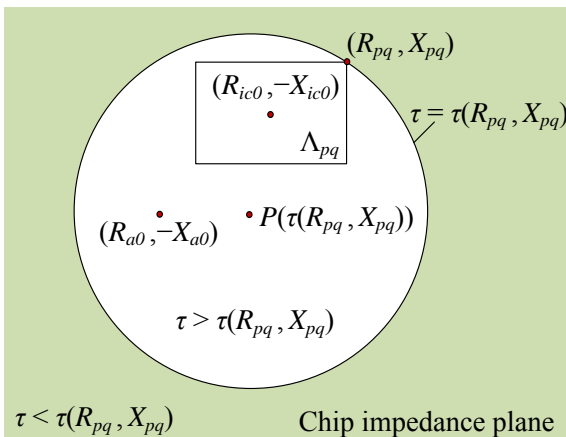 (R_{pq}, X_{pq})
(R_{ic0}, −X_{ic0})
τ = τ(R_{pq}, X_{pq})
Λ_{pq}
(R_{a0}, −X_{a0})
P(τ(R_{pq}, X_{pq}))
τ > τ(R_{pq}, X_{pq})
τ < τ(R_{pq}, X_{pq})
Chip impedance plane